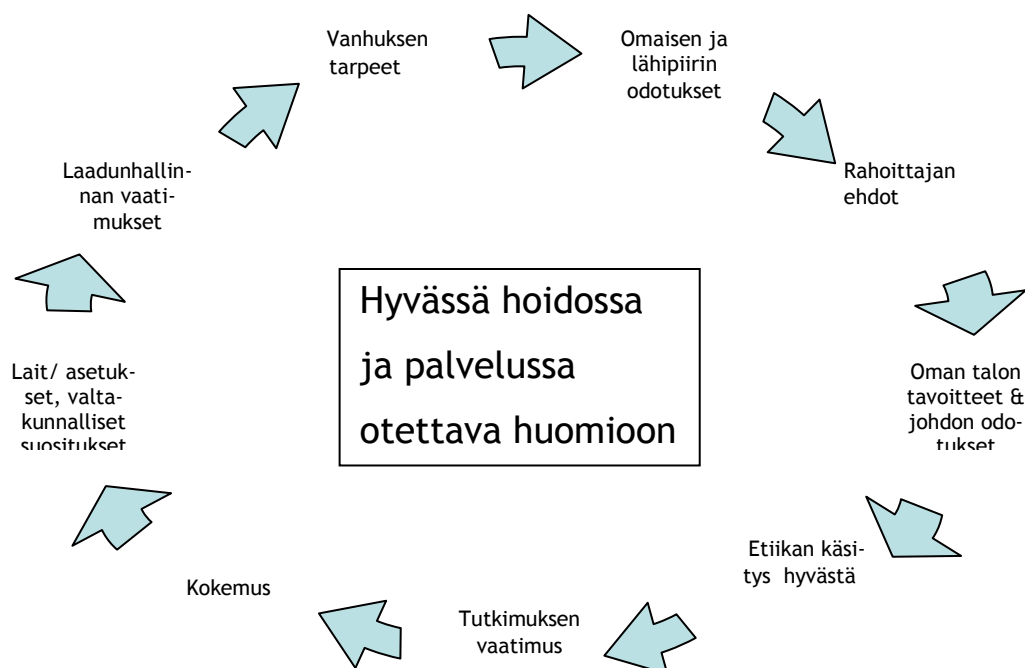 Vanhuksen
tarpeet
Omaisen ja
lähipiirin
odotukset
Rahoittajan
ehdot
Oman talon
tavoitteet &
johdon odo-
tukset
Etiikan käsi-
tys hyvästä
Tutkimuksen
vaatimus
Kokemus
Lait/ asetuk-
set, valta-
kunnalliset
suositukset
Laadunhallin-
nan vaati-
mukset
Hyvässä hoidossa
ja palvelussa
otettava huomioon